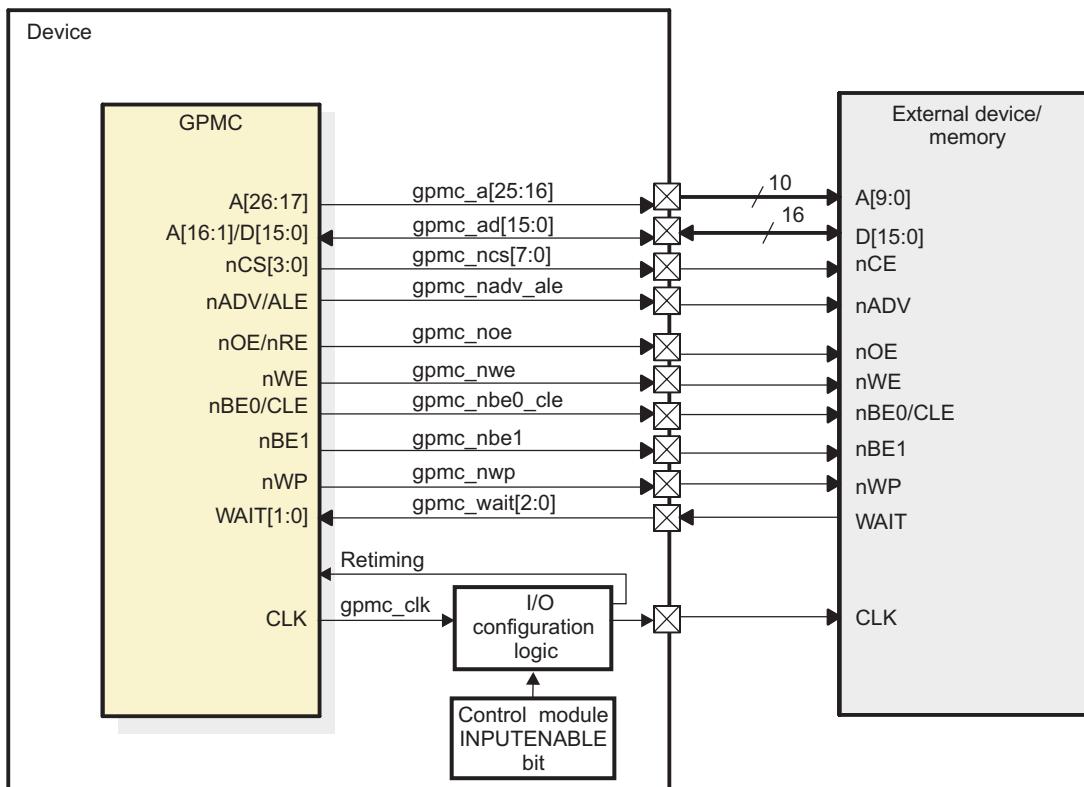 Device
GPMC
External device/
memory
A[26:17]
gpmc_a[25:16]
10
A[9:0]
A[16:1]/D[15:0]
gpmc_ad[15:0]
16
D[15:0]
nCS[3:0]
gpmc_ncs[7:0]
nCE
nADV/ALE
gpmc_nadv_ale
nADV
nOE/nRE
gpmc_noe
nOE
nWE
gpmc_nwe
nWE
nBE0/CLE
gpmc_nbe0_cle
nBE0/CLE
nBE1
gpmc_nbe1
nBE1
nWP
gpmc_nwp
nWP
WAIT[1:0]
gpmc_wait[2:0]
WAIT
Retiming
CLK
gpmc_clk
I/O
configuration
logic
CLK
Control module
INPUTENABLE
bit